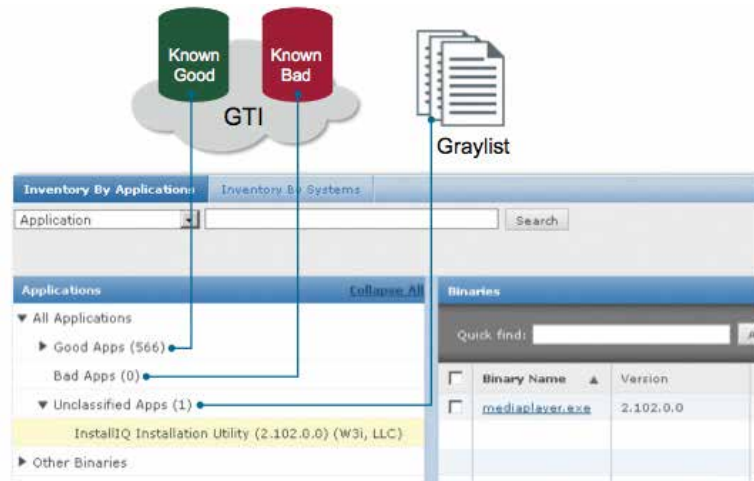 Known
Good
Known
Bad
GTI
Graylist
Inventory By Applications
Inventory By Systems
Application
Search
Applications
Collapse All
Binaries
All Applications
Quick find:
A
Good Apps (566)
Bad Apps (0)
Binary Name
Version
Unclassified Apps (1)
mediaplayer.exe
2.102.0.0
InstallIQ Installation Utility (2.102.0.0) (W3i, LLC)
Other Binaries